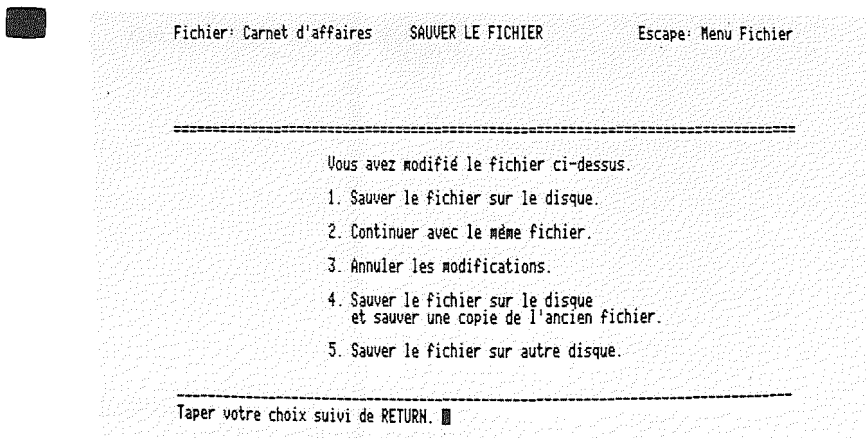 Fichier: Carnet d'affaires SAUVER LE FICHIER Escape: Menu Fichier
Vous avez modifié le fichier ci-dessus.
1. Sauver le fichier sur le disque.
2. Continuer avec le même fichier.
3. Annuler les modifications.
4. Sauver le fichier sur le disque
et sauver une copie de l'ancien fichier.
5. Sauver le fichier sur autre disque.
Taper votre choix suivi de RETURN.